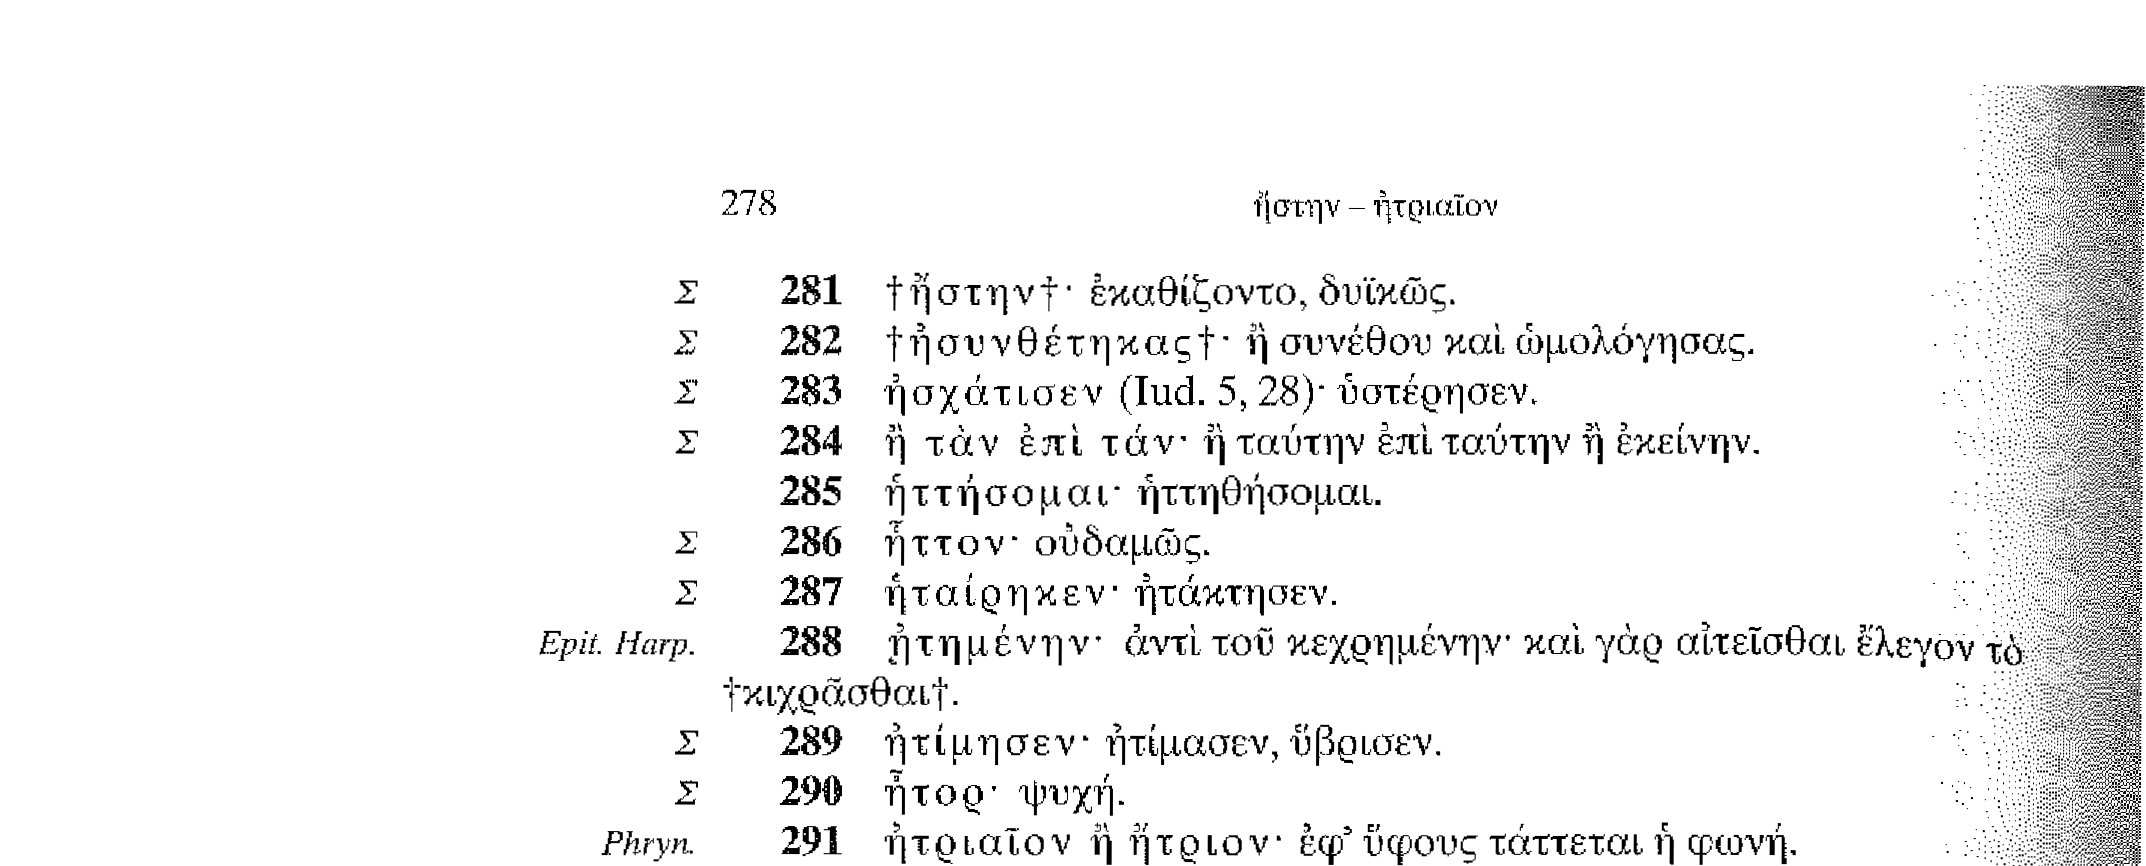 278 ἤστην – ἠτριαῖον
Σ 281 †ἤστην†· ἐκαθίζοντο, δυϊκῶς.
Σ 282 †ἠσυνθέτηκας†· ἢ συνέθου καὶ ὡμολόγησας.
Σ 283 ἠσχάτισεν (Iud. 5, 28)· ὑστέρησεν.
Σ 284 ἢ τὰν ἐπὶ τάν· ἢ ταύτην ἐπὶ ταύτην ἢ ἐκείνην.
285 ἡττήσομαι· ἡττηθήσομαι.
Σ 286 ἧττον· οὐδαμῶς.
Σ 287 ἡταίρηκεν· ἠτάκτησεν.
Epit. Harp. 288 ᾐτημένην· ἀντὶ τοῦ κεχρημένην· καὶ γὰρ αἰτεῖσθαι ἔλεγον τὸ
†κιχρᾶσθαι†.
Σ 289 ἠτίμησεν· ἠτίμασεν, ὕβρισεν.
Σ 290 ἦτορ· ψυχή.
Phryn. 291 ἠτριαῖον ἢ ἤτριον· ἐφ’ ὕφους τάττεται ἡ φωνή.